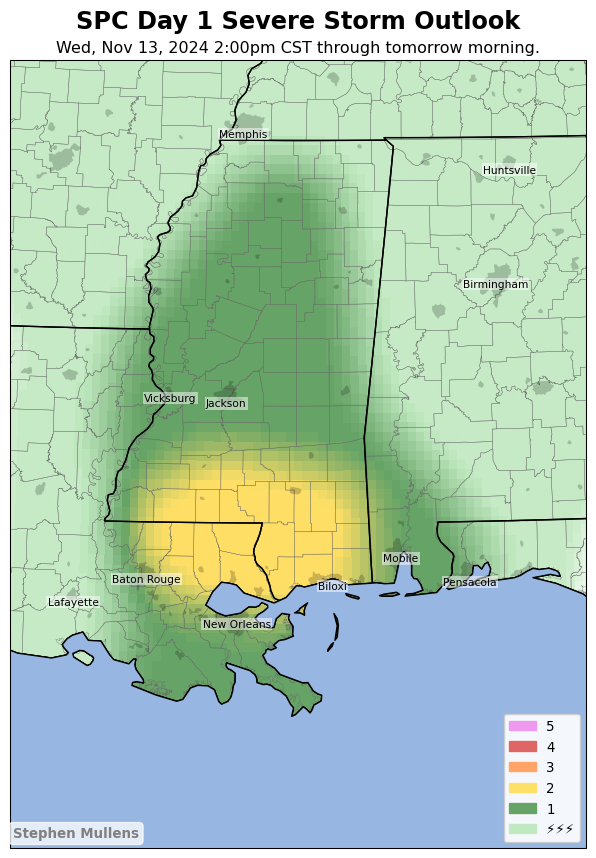 SPC Day 1 Severe Storm Outlook
Wed, Nov 13, 2024 2:00pm CST through tomorrow morning.
Memphis
Huntsville
Birmingham
Vicksburg
Jackson
Mobile
Baton Rouge
Pensacola
Biloxi
Lafayette
New Orleans
5
4
3
2
1
⚡⚡⚡
Stephen Mullens